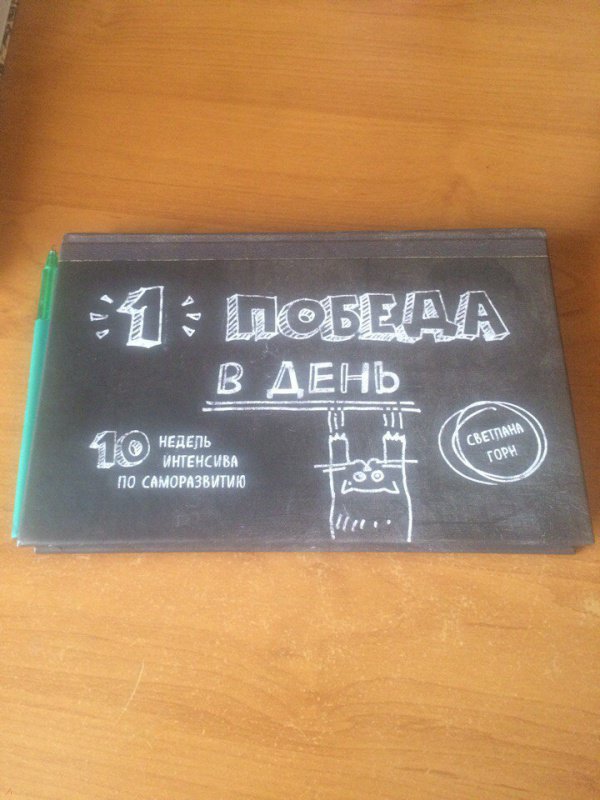 1 ПОБЕДА
В ДЕНЬ
10 НЕДЕЛЬ
ИНТЕНСИВА
ПО САМОРАЗВИТИЮ
СВЕТЛАНА
ГОРН